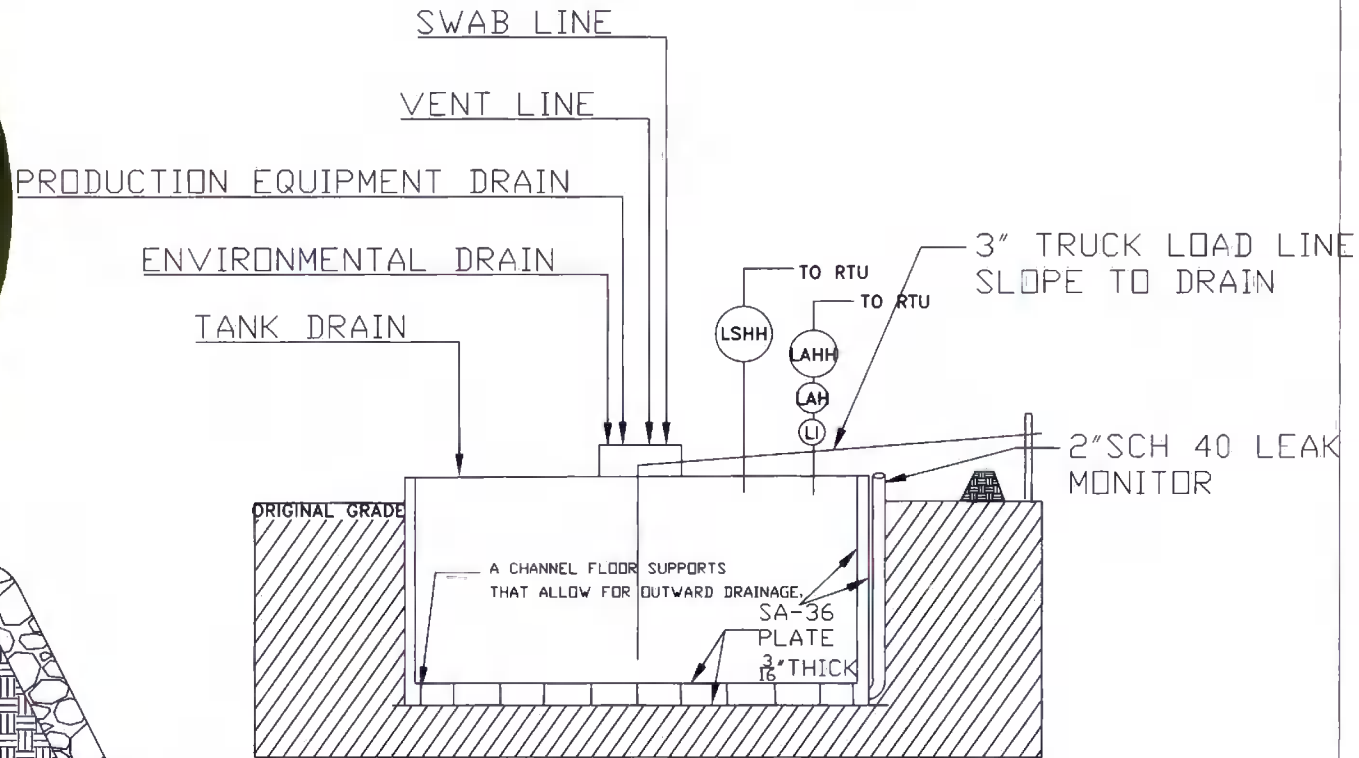 SWAB LINE
VENT LINE
PRODUCTION EQUIPMENT DRAIN
ENVIRONMENTAL DRAIN
TANK DRAIN
TO RTU
TO RTU
LSHH
LAHH
LAH
LI
3" TRUCK LOAD LINE
SLOPE TO DRAIN
2"SCH 40 LEAK
MONITOR
ORIGINAL GRADE
A CHANNEL FLOOR SUPPORTS
THAT ALLOW FOR OUTWARD DRAINAGE,
SA-36
PLATE
3/16"THICK